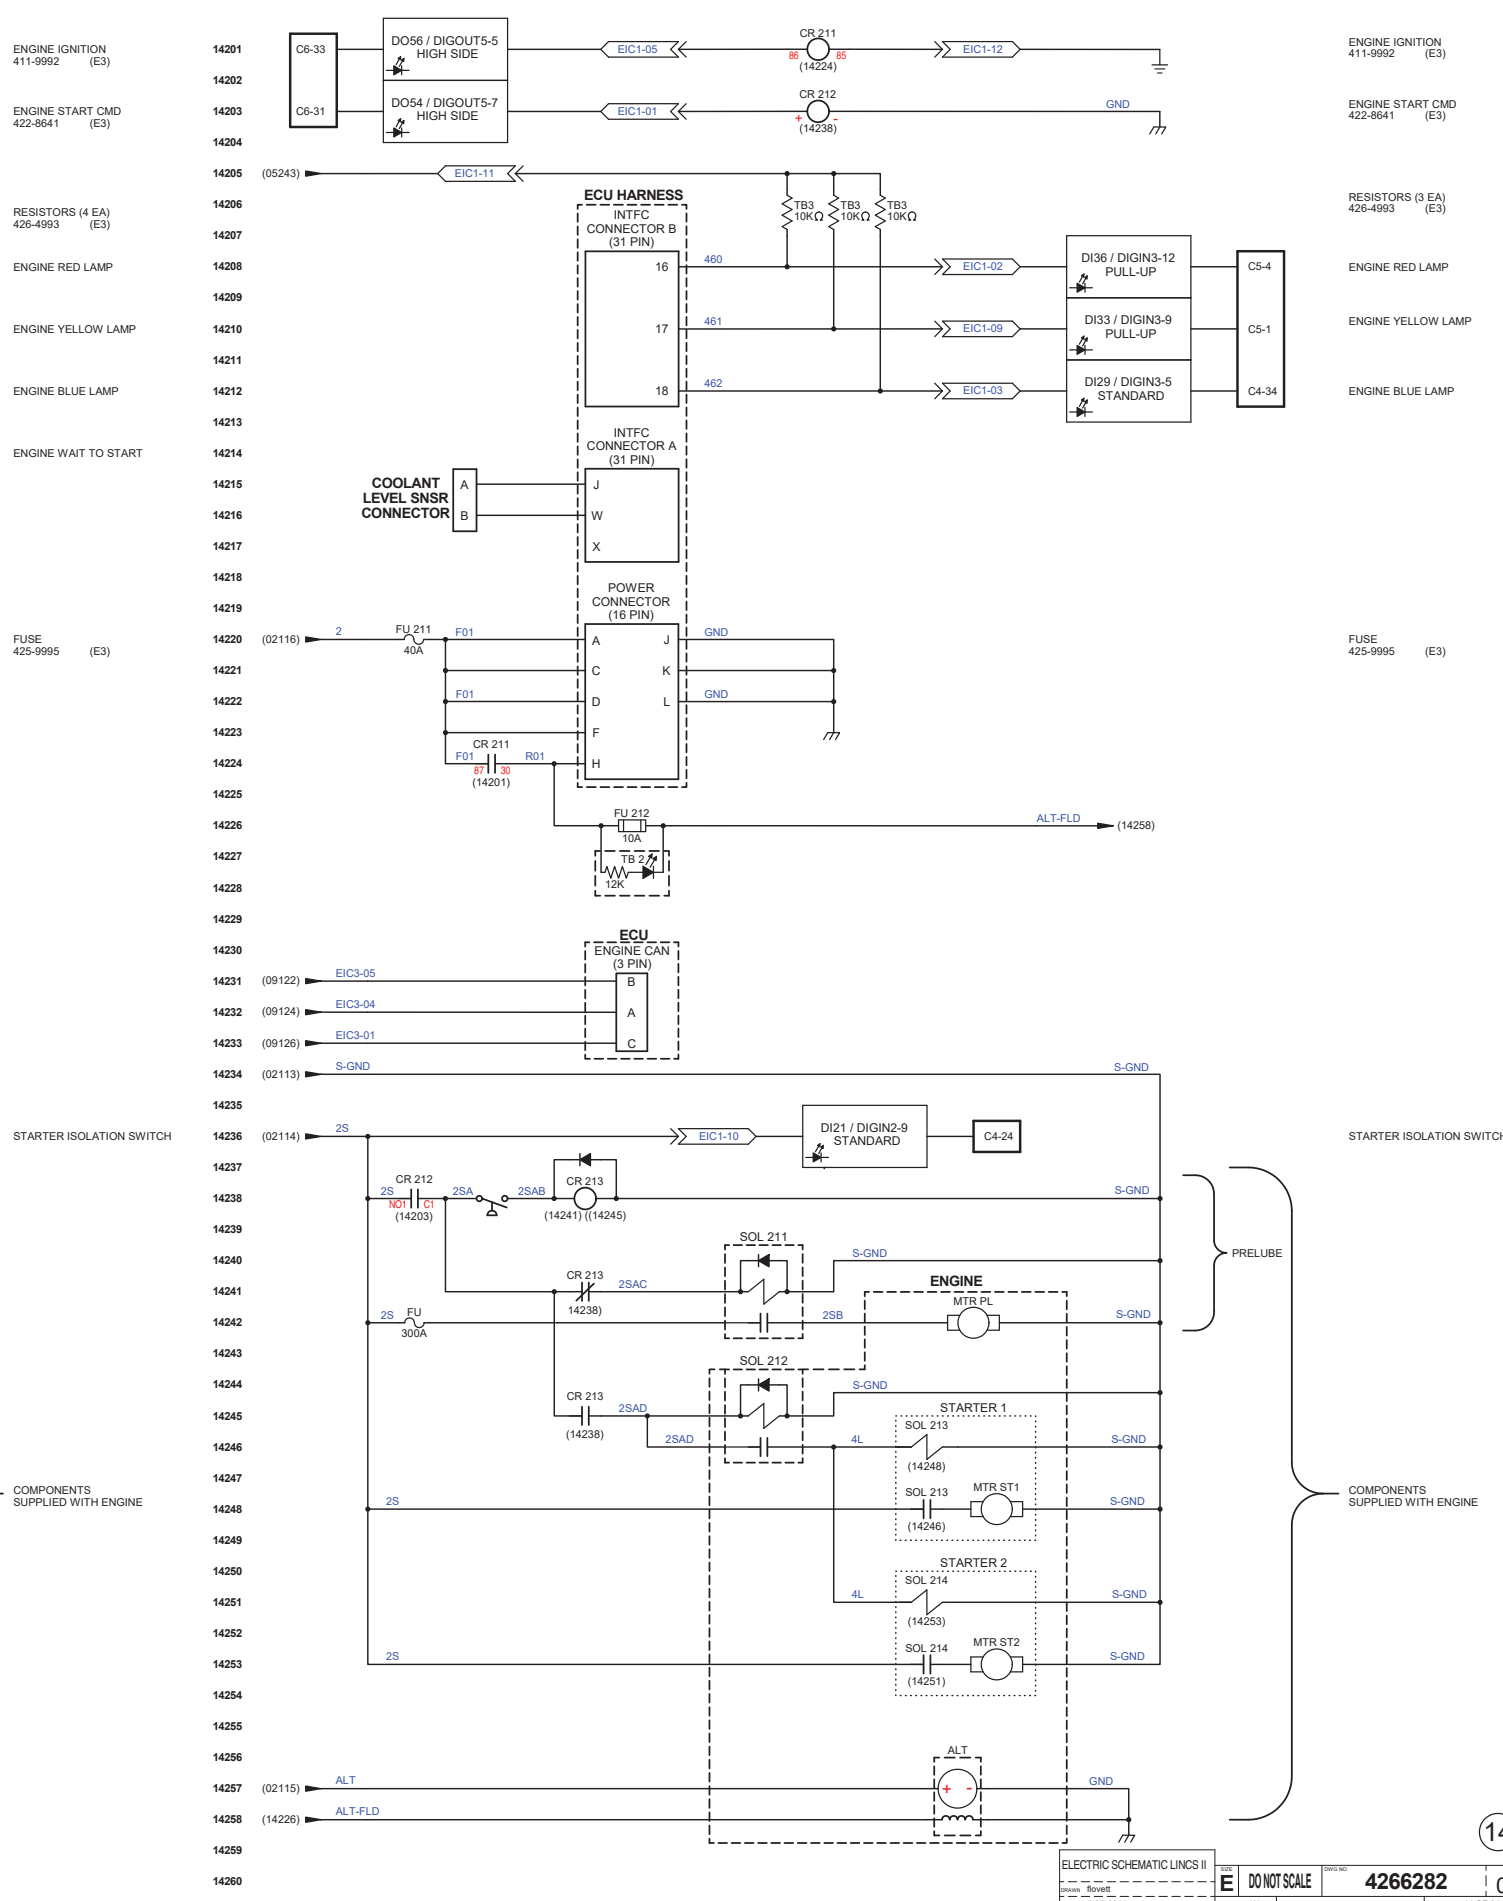 ENGINE IGNITION 14201 C6-33 DO56 / DIGOUT5-5 EIC1-05 CR 211 EIC1-12 ENGINE IGNITION
411-9992 (E3) HIGH SIDE 86 85 411-9992 (E3)
(14224)
14202
ENGINE START CMD 14203 C6-31 DO54 / DIGOUT5-7 EIC1-01 CR 212 GND ENGINE START CMD
422-8641 (E3) HIGH SIDE + - 422-8641 (E3)
(14238)
14204
14205 (05243) EIC1-11
14206 ECU HARNESS TB3 TB3 TB3
RESISTORS (4 EA) INTFC 10KΩ 10KΩ 10KΩ RESISTORS (3 EA)
426-4993 (E3) CONNECTOR B 426-4993 (E3)
14207 (31 PIN)
ENGINE RED LAMP 14208 16 460 EIC1-02 DI36 / DIGIN3-12 C5-4 ENGINE RED LAMP
PULL-UP
14209
ENGINE YELLOW LAMP 14210 17 461 EIC1-09 DI33 / DIGIN3-9 C5-1 ENGINE YELLOW LAMP
PULL-UP
14211
ENGINE BLUE LAMP 14212 18 462 EIC1-03 DI29 / DIGIN3-5 C4-34 ENGINE BLUE LAMP
STANDARD
14213
INTFC
CONNECTOR A
(31 PIN)
ENGINE WAIT TO START 14214
14215 COOLANT A J
LEVEL SNSR
14216 CONNECTOR B W
14217 X
14218
POWER
CONNECTOR
(16 PIN)
14219
FUSE 14220 (02116) 2 FU 211 F01 A J GND FUSE
425-9995 (E3) 40A 425-9995 (E3)
14221 C K
14222 F01 D L GND
14223 F
CR 211
14224 F01 87 30 R01 H
(14201)
14225
FU 212
14226 10A ALT-FLD (14258)
14227 TB 2
14228 12K
14229
ECU
14230 ENGINE CAN
(3 PIN)
14231 (09122) EIC3-05 B
14232 (09124) EIC3-04 A
14233 (09126) EIC3-01 C
14234 (02113) S-GND S-GND
14235
STARTER ISOLATION SWITCH 14236 (02114) 2S EIC1-10 DI21 / DIGIN2-9 C4-24 STARTER ISOLATION SWITCH
STANDARD
14237
CR 212 CR 213
14238 2S NO1 C1 2SA 2SAB S-GND
(14203) (14241) ((14245)
14239
SOL 211
14240 S-GND PRELUBE
CR 213 ENGINE
14241 2SAC
14238) MTR PL
14242 2S FU 2SB S-GND
300A
14243
SOL 212
14244 S-GND
CR 213
14245 2SAD STARTER 1
(14238) SOL 213
14246 2SAD 4L S-GND
(14248)
14247
COMPONENTS SOL 213 MTR ST1 COMPONENTS
SUPPLIED WITH ENGINE SUPPLIED WITH ENGINE
14248 2S S-GND
(14246)
14249
14250 STARTER 2
SOL 214
14251 4L S-GND
(14253)
14252
SOL 214 MTR ST2
14253 2S S-GND
(14251)
14254
14255
14256 ALT
14257 (02115) ALT + - GND
14258 (14226) ALT-FLD
14
14259
ELECTRIC SCHEMATIC LINCS II
14260 SIZE E DO NOT SCALE DWG NO. 4266282
DRAWN flovett